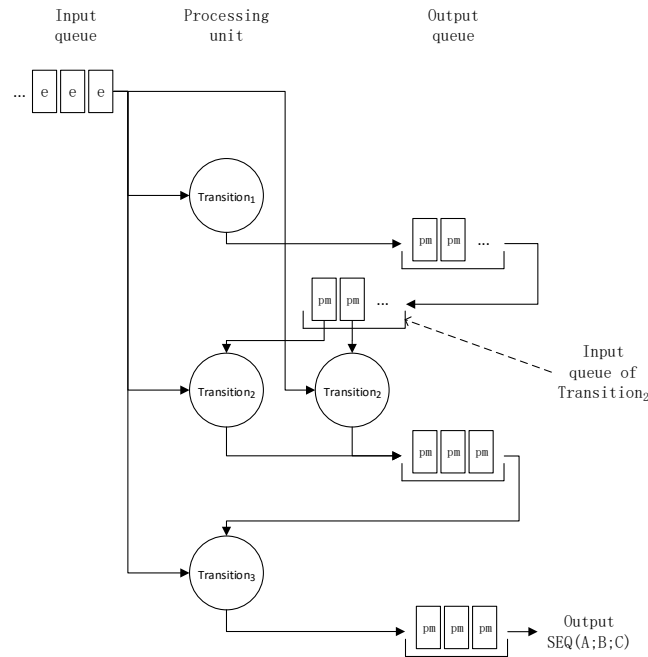 Input queue
Processing unit
Output queue
... e e e
Transition1
pm pm ...
pm pm ...
Input queue of Transition2
Transition2
Transition2
pm pm pm
Transition3
pm pm pm
Output SEQ(A;B;C)